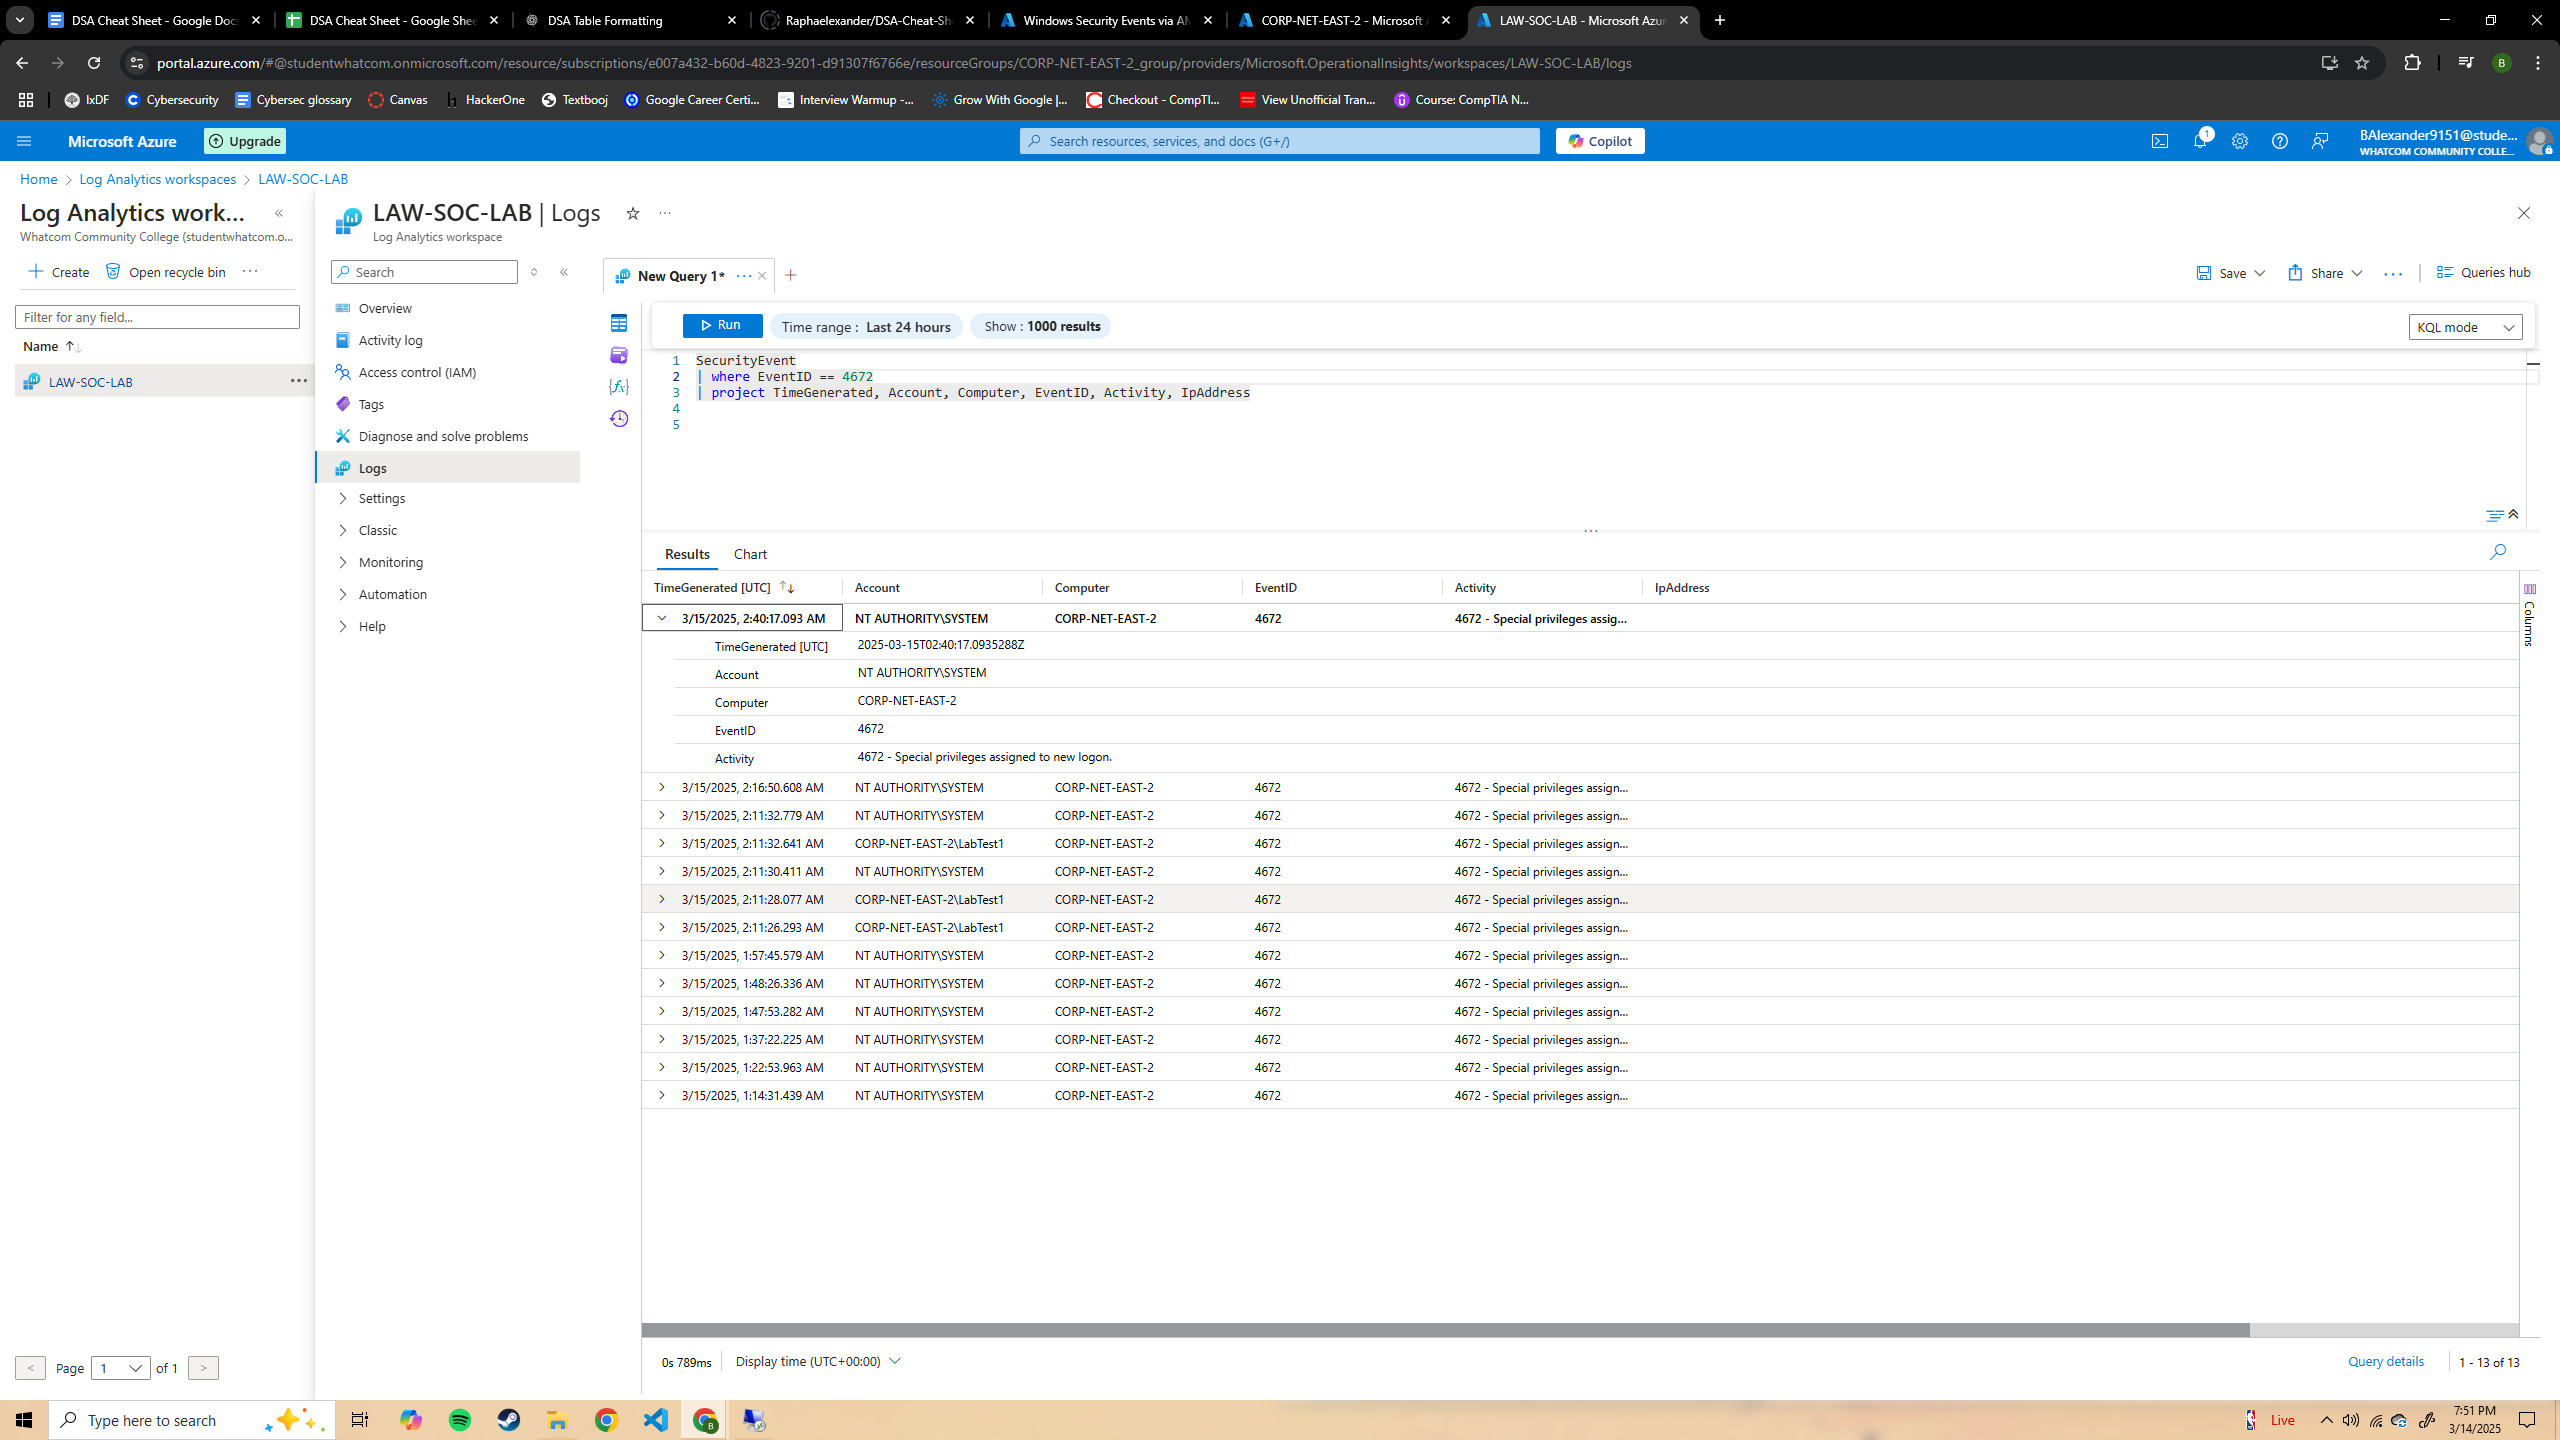 DSA Cheat Sheet - Google Doc
DSA Cheat Sheet - Google Shee
DSA Table Formatting
Raphaelexander/DSA-Cheat-Sh
Windows Security Events via AM
CORP-NET-EAST-2 - Microsoft A
LAW-SOC-LAB - Microsoft Azur
portal.azure.com/#@studentwhatcom.onmicrosoft.com/resource/subscriptions/e007a432-b60d-4823-9201-d91307f6766e/resourceGroups/CORP-NET-EAST-2_group/providers/Microsoft.OperationalInsights/workspaces/LAW-SOC-LAB/logs
B
IxDF
Cybersecurity
Cybersec glossary
Canvas
HackerOne
Textbooj
Google Career Certi...
Interview Warmup -...
Grow With Google |...
Checkout - CompTI...
View Unofficial Tran...
Course: CompTIA N...
Microsoft Azure
Upgrade
Search resources, services, and docs (G+/)
Copilot
1
BAlexander9151@stude...
WHATCOM COMMUNITY COLLE...
Home > Log Analytics workspaces > LAW-SOC-LAB
Log Analytics work...
Whatcom Community College (studentwhatcom.o...
Create
Open recycle bin
Filter for any field...
Name
LAW-SOC-LAB
Page 1 of 1
LAW-SOC-LAB | Logs
Log Analytics workspace
Search
Overview
Activity log
Access control (IAM)
Tags
Diagnose and solve problems
Logs
Settings
Classic
Monitoring
Automation
Help
New Query 1*
Save
Share
Queries hub
Run
Time range : Last 24 hours
Show : 1000 results
KQL mode
1 SecurityEvent
2 | where EventID == 4672
3 | project TimeGenerated, Account, Computer, EventID, Activity, IpAddress
4
5
Results
Chart
TimeGenerated [UTC] Account Computer EventID Activity IpAddress
Columns
3/15/2025, 2:40:17.093 AM NT AUTHORITY\SYSTEM CORP-NET-EAST-2 4672 4672 - Special privileges assig...
TimeGenerated [UTC] 2025-03-15T02:40:17.0935288Z
Account NT AUTHORITY\SYSTEM
Computer CORP-NET-EAST-2
EventID 4672
Activity 4672 - Special privileges assigned to new logon.
3/15/2025, 2:16:50.608 AM NT AUTHORITY\SYSTEM CORP-NET-EAST-2 4672 4672 - Special privileges assign...
3/15/2025, 2:11:32.779 AM NT AUTHORITY\SYSTEM CORP-NET-EAST-2 4672 4672 - Special privileges assign...
3/15/2025, 2:11:32.641 AM CORP-NET-EAST-2\LabTest1 CORP-NET-EAST-2 4672 4672 - Special privileges assign...
3/15/2025, 2:11:30.411 AM NT AUTHORITY\SYSTEM CORP-NET-EAST-2 4672 4672 - Special privileges assign...
3/15/2025, 2:11:28.077 AM CORP-NET-EAST-2\LabTest1 CORP-NET-EAST-2 4672 4672 - Special privileges assign...
3/15/2025, 2:11:26.293 AM CORP-NET-EAST-2\LabTest1 CORP-NET-EAST-2 4672 4672 - Special privileges assign...
3/15/2025, 1:57:45.579 AM NT AUTHORITY\SYSTEM CORP-NET-EAST-2 4672 4672 - Special privileges assign...
3/15/2025, 1:48:26.336 AM NT AUTHORITY\SYSTEM CORP-NET-EAST-2 4672 4672 - Special privileges assign...
3/15/2025, 1:47:53.282 AM NT AUTHORITY\SYSTEM CORP-NET-EAST-2 4672 4672 - Special privileges assign...
3/15/2025, 1:37:22.225 AM NT AUTHORITY\SYSTEM CORP-NET-EAST-2 4672 4672 - Special privileges assign...
3/15/2025, 1:22:53.963 AM NT AUTHORITY\SYSTEM CORP-NET-EAST-2 4672 4672 - Special privileges assign...
3/15/2025, 1:14:31.439 AM NT AUTHORITY\SYSTEM CORP-NET-EAST-2 4672 4672 - Special privileges assign...
0s 789ms
Display time (UTC+00:00)
Query details
1 - 13 of 13
Type here to search
Live
7:51 PM
3/14/2025